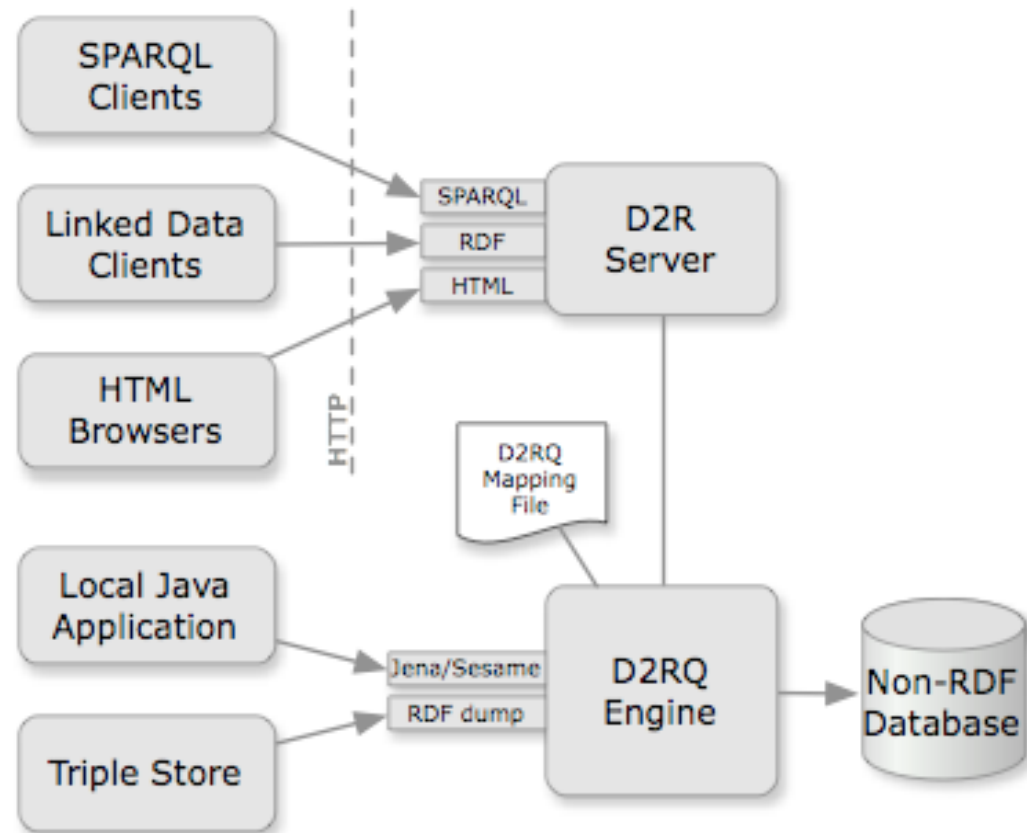 SPARQL
Clients
Linked Data
Clients
HTML
Browsers
HTTP
SPARQL
RDF
HTML
D2R
Server
D2RQ
Mapping
File
Local Java
Application
Triple Store
Jena/Sesame
RDF dump
D2RQ
Engine
Non-RDF
Database